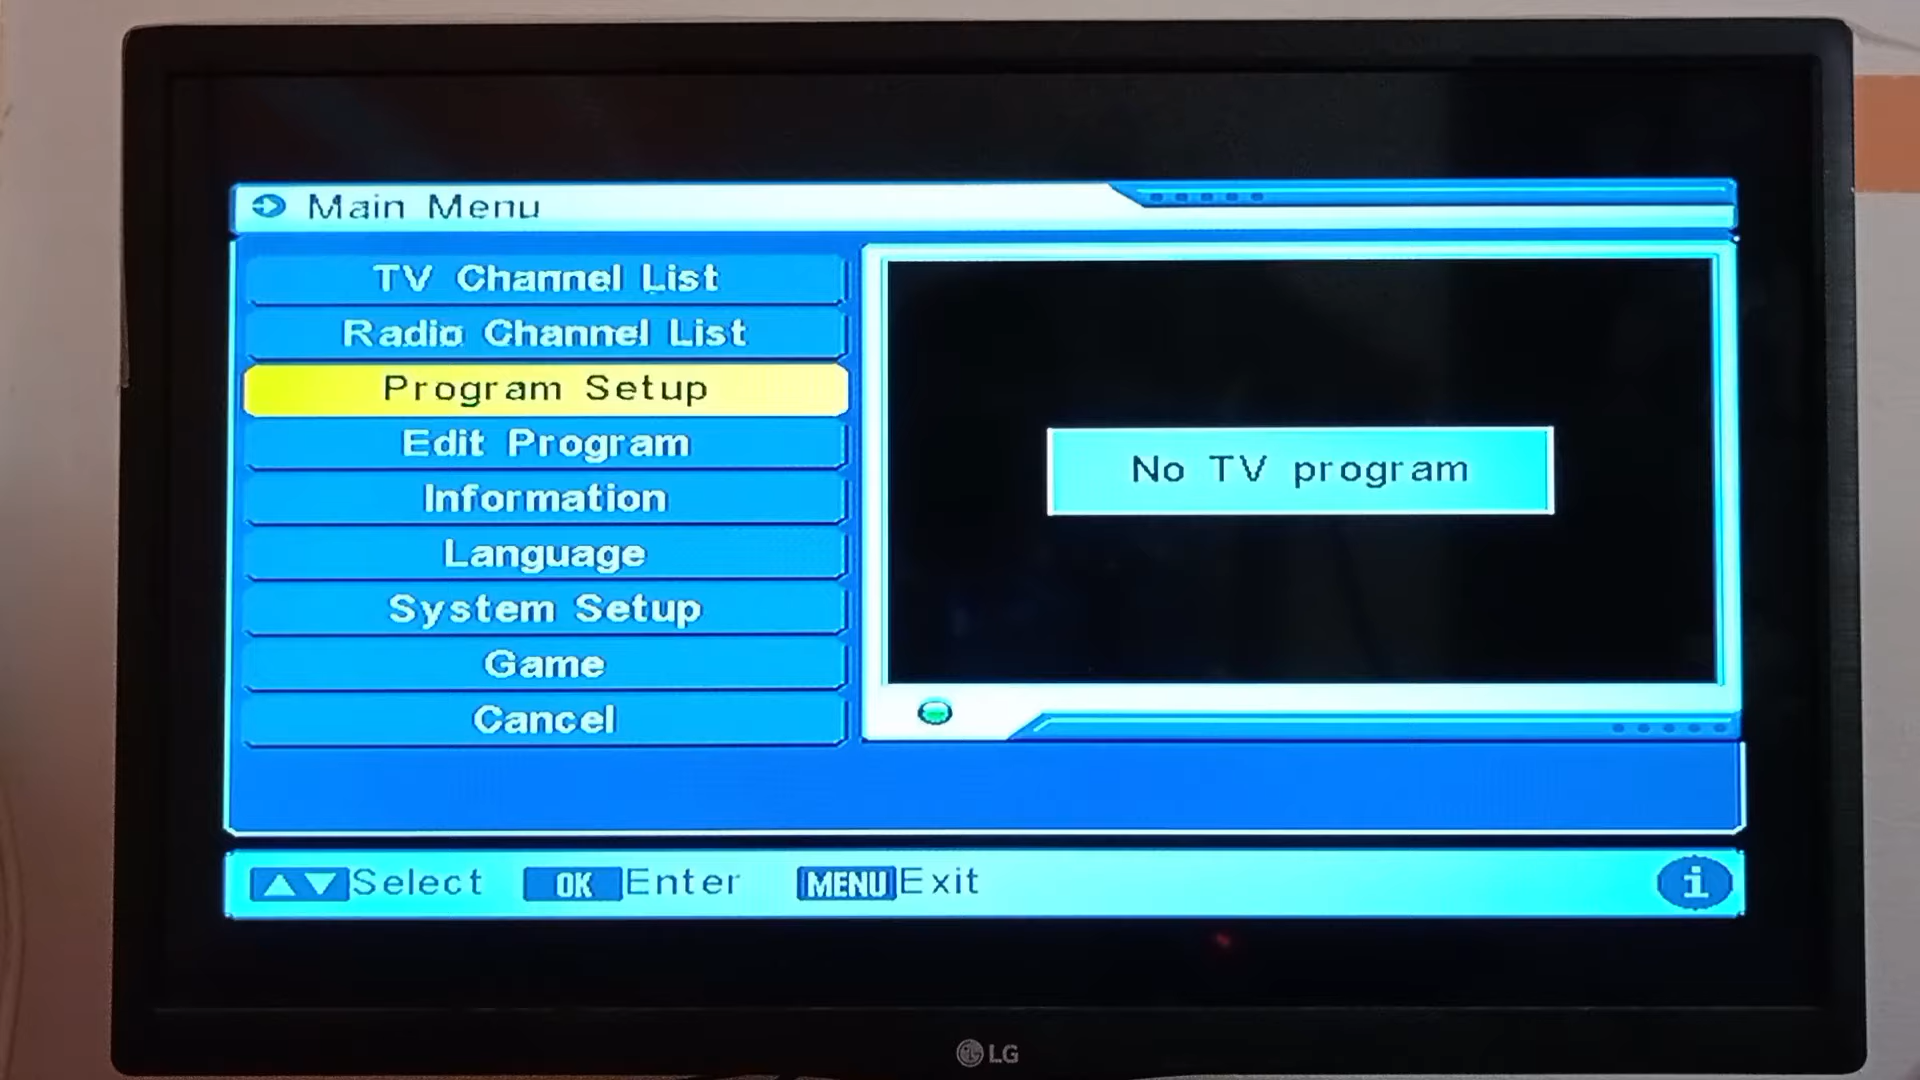 Main Menu
TV Channel List
Radio Channel List
Program Setup
Edit Program
Information
Language
System Setup
Game
Cancel
No TV program
Select OK Enter MENU Exit i
LG